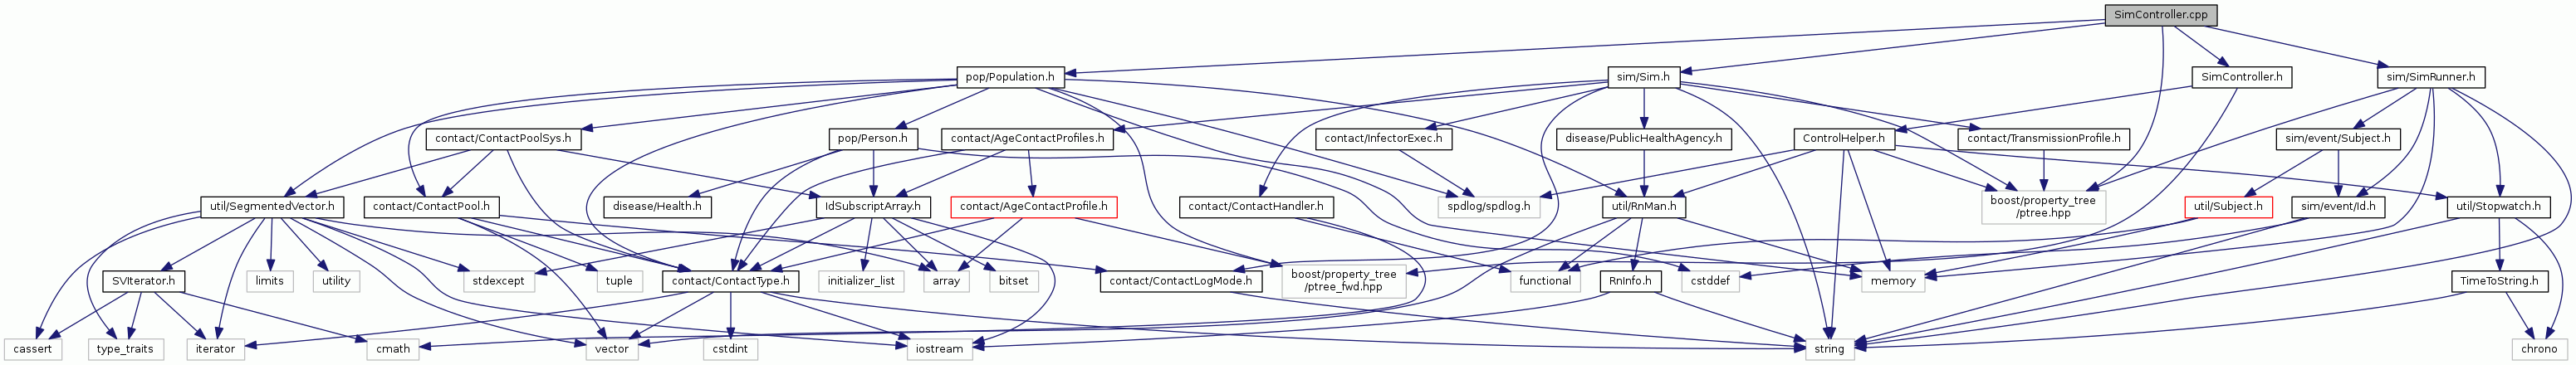 SimController.cpp
pop/Population.h
sim/Sim.h
SimController.h
sim/SimRunner.h
contact/ContactPoolSys.h
pop/Person.h
contact/AgeContactProfiles.h
contact/InfectorExec.h
disease/PublicHealthAgency.h
ControlHelper.h
contact/TransmissionProfile.h
sim/event/Subject.h
util/SegmentedVector.h
contact/ContactPool.h
disease/Health.h
IdSubscriptArray.h
contact/AgeContactProfile.h
contact/ContactHandler.h
spdlog/spdlog.h
util/RnMan.h
boost/property_tree
/ptree.hpp
util/Subject.h
sim/event/Id.h
util/Stopwatch.h
SVIterator.h
limits
utility
stdexcept
tuple
contact/ContactType.h
initializer_list
array
bitset
contact/ContactLogMode.h
boost/property_tree
/ptree_fwd.hpp
functional
RnInfo.h
cstddef
memory
TimeToString.h
cassert
type_traits
iterator
cmath
vector
cstdint
iostream
string
chrono